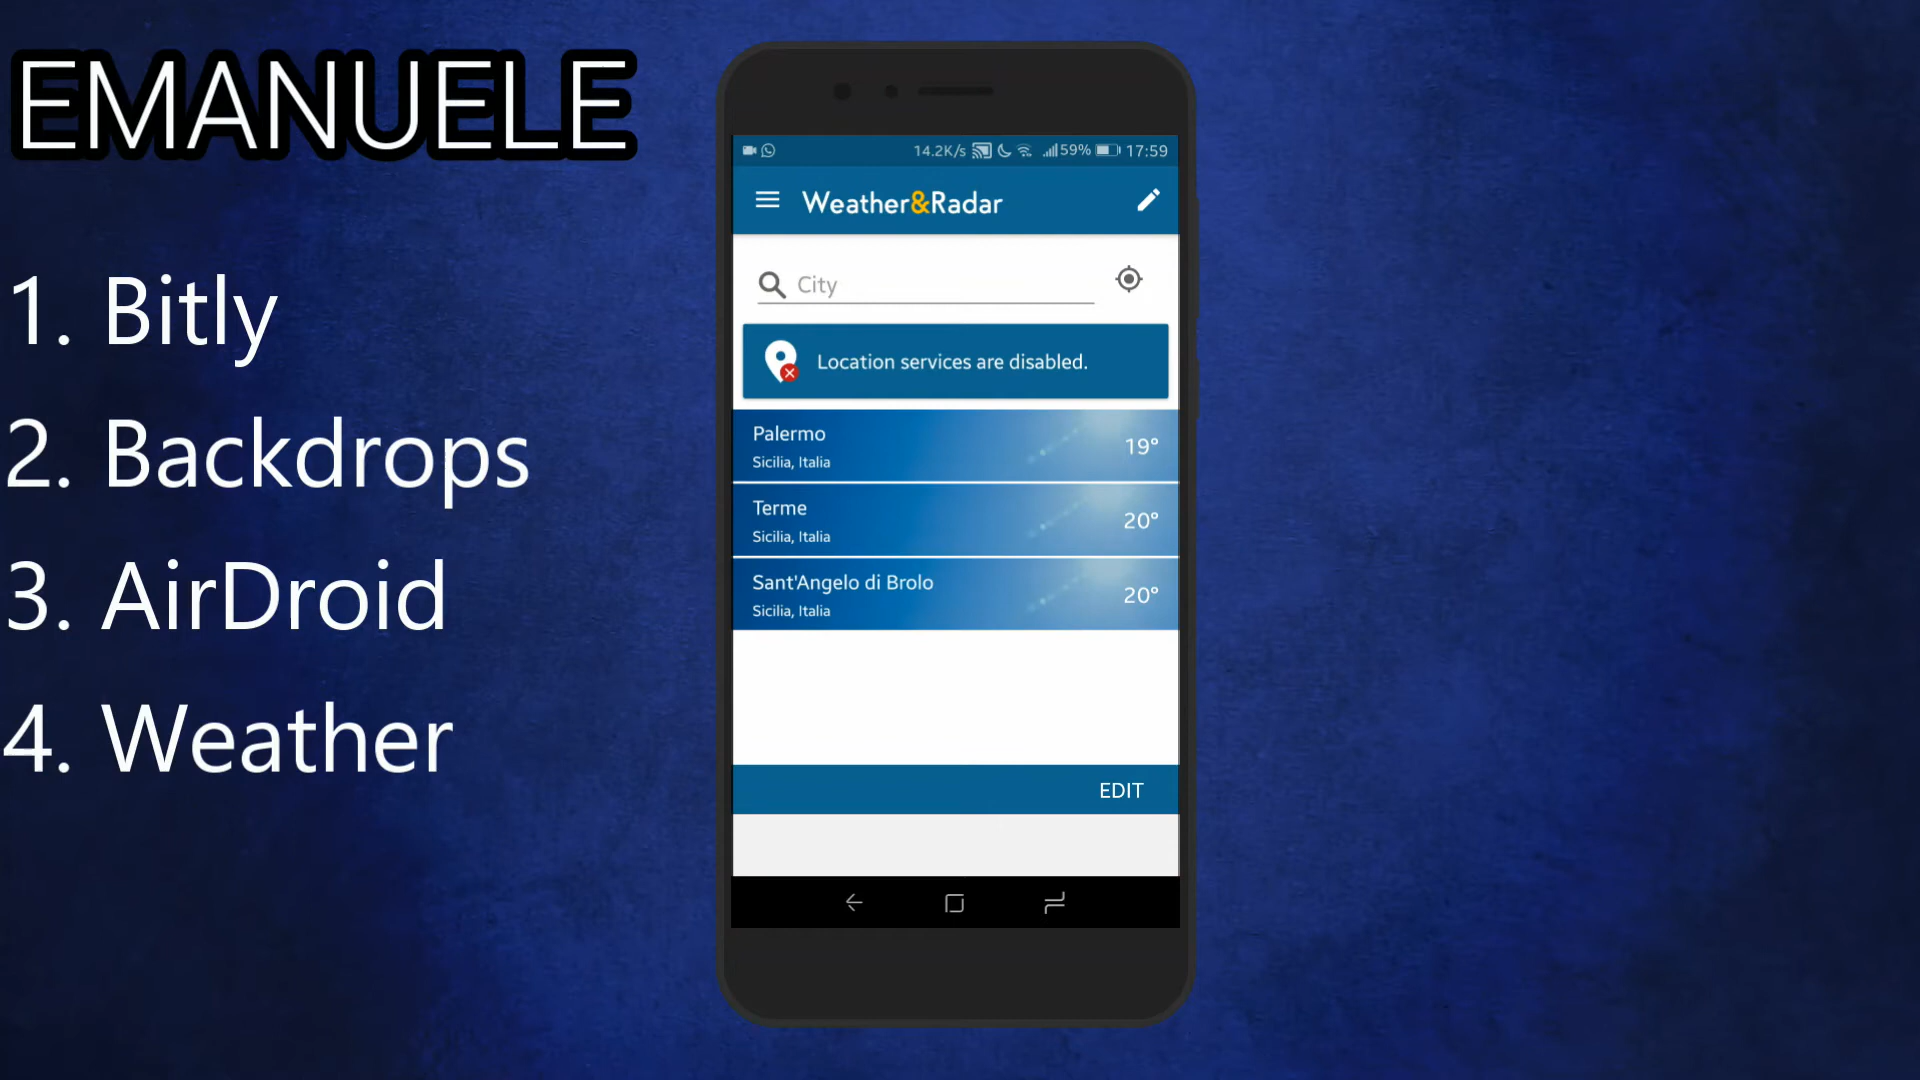 EMANUELE
1. Bitly
2. Backdrops
3. AirDroid
4. Weather
14.2K/s 59% 17:59
Weather&Radar
City
Location services are disabled.
Palermo
Sicilia, Italia
19°
Terme
Sicilia, Italia
20°
Sant'Angelo di Brolo
Sicilia, Italia
20°
EDIT